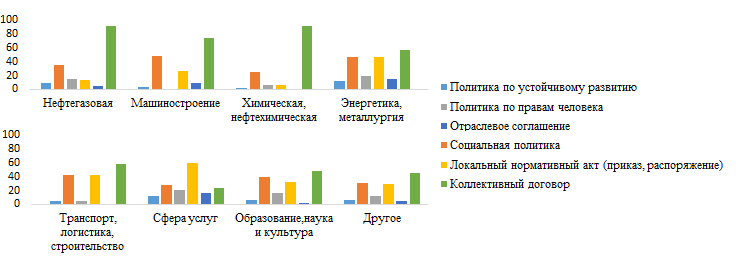 100
80
60
40
20
0
Нефтегазовая
Машиностроение
Химическая,
нефтехимическая
Энергетика,
металлургия
100
80
60
40
20
0
Транспорт,
логистика,
строительство
Сфера услуг
Образование,наука
и культура
Другое
Политика по устойчивому развитию
Политика по правам человека
Отраслевое соглашение
Социальная политика
Локальный нормативный акт (приказ, распоряжение)
Коллективный договор